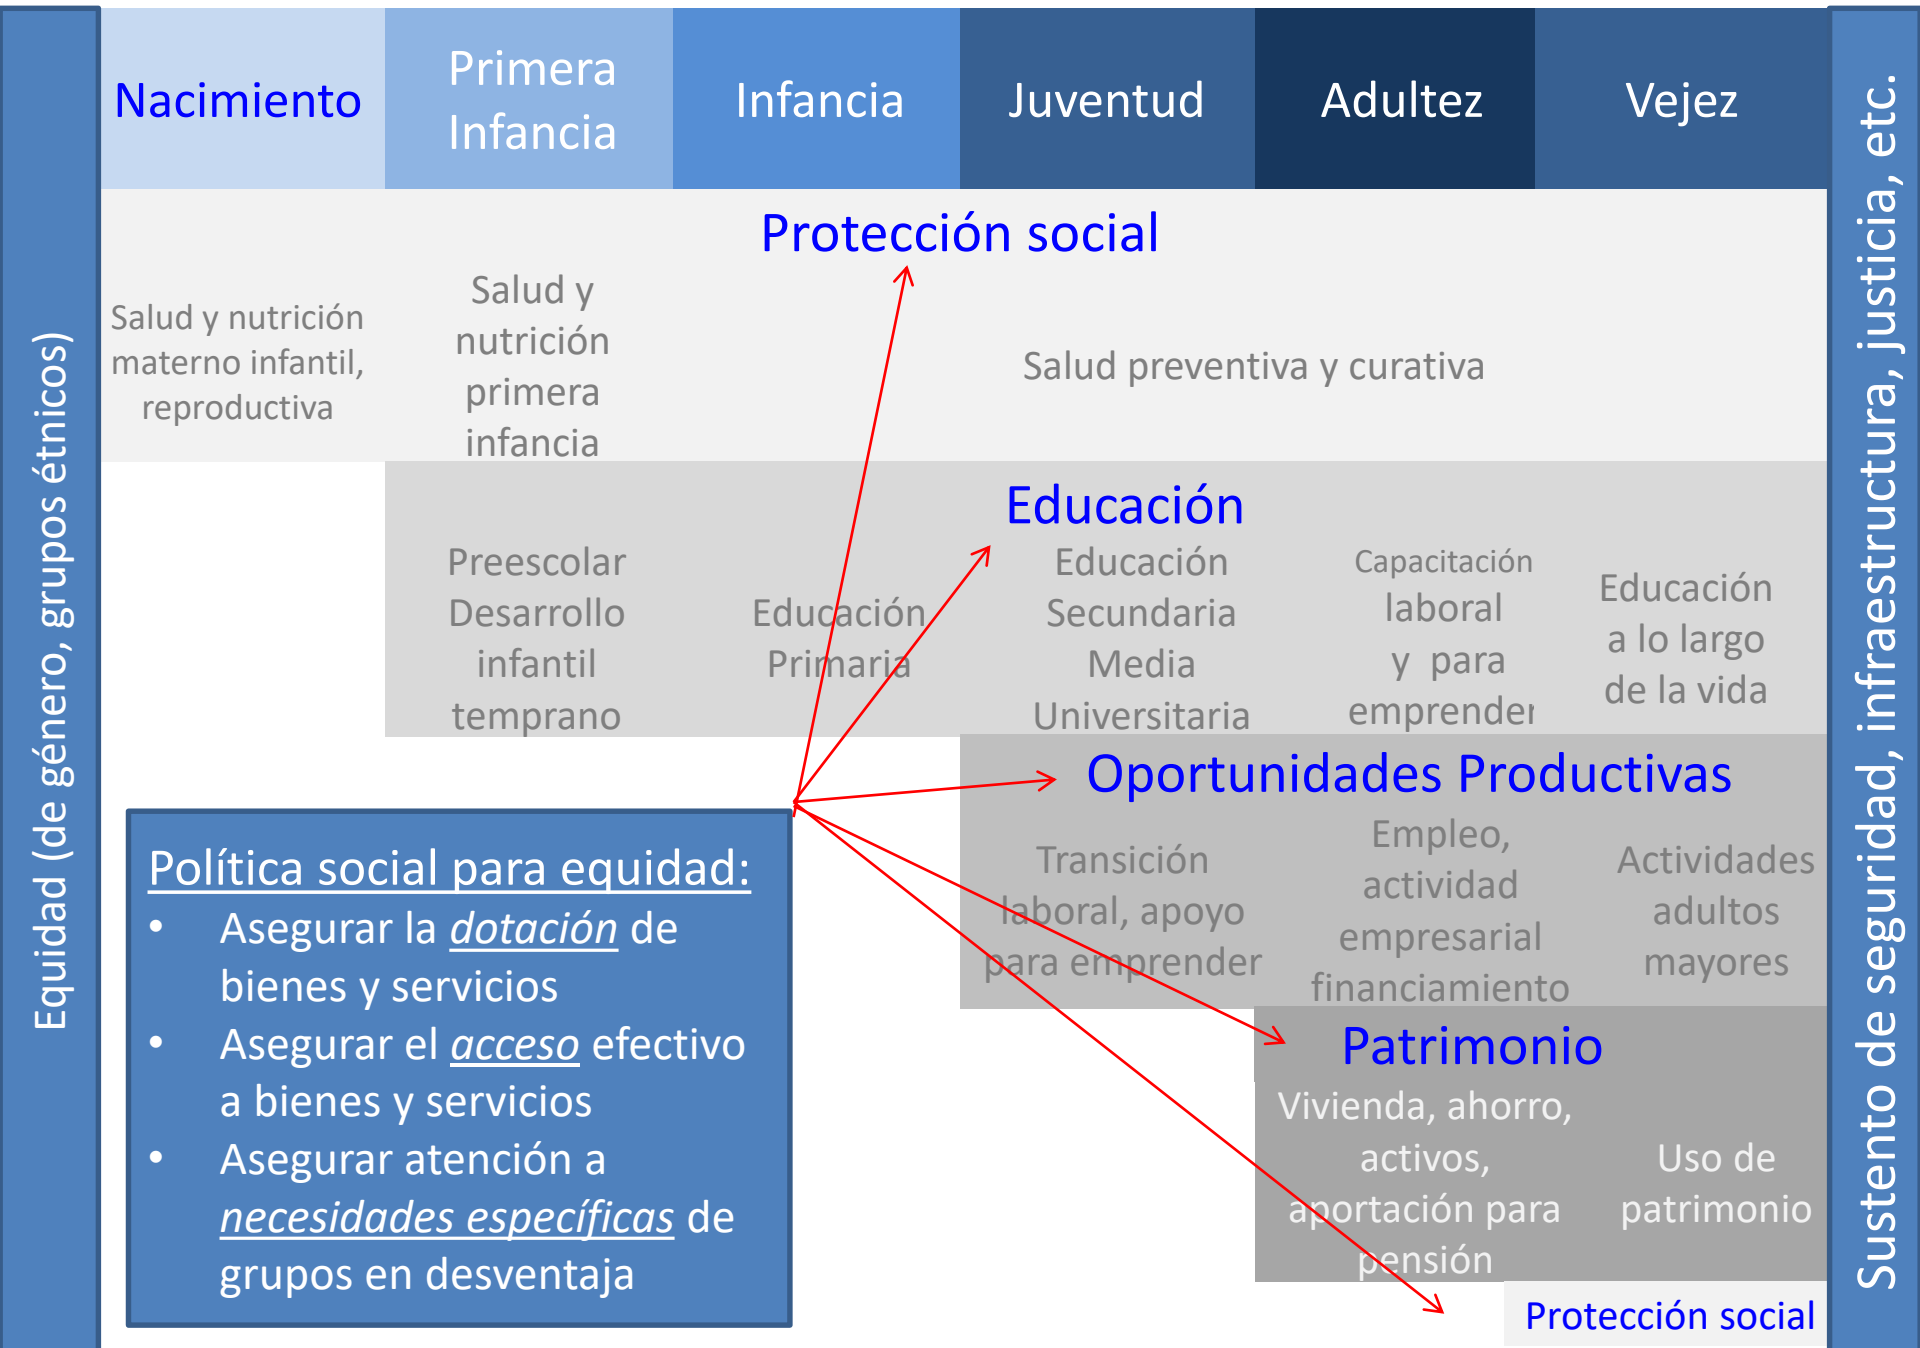 Equidad (de género, grupos étnicos)
Nacimiento
Primera
Infancia
Infancia
Juventud
Adultez
Vejez
Protección social
Salud y nutrición
materno infantil,
reproductiva
Salud y
nutrición
primera
infancia
Salud preventiva y curativa
Educación
Preescolar
Desarrollo
infantil
temprano
Educación
Primaria
Educación
Secundaria
Media
Universitaria
Capacitación
laboral
y para
emprender
Educación
a lo largo
de la vida
Oportunidades Productivas
Transición
laboral, apoyo
para emprender
Empleo,
actividad
empresarial
financiamiento
Actividades
adultos
mayores
Patrimonio
Vivienda, ahorro,
activos,
aportación para
pensión
Uso de
patrimonio
Protección social
Política social para equidad:
• Asegurar la dotación de
bienes y servicios
• Asegurar el acceso efectivo
a bienes y servicios
• Asegurar atención a
necesidades específicas de
grupos en desventaja
Sustento de seguridad, infraestructura, justicia, etc.